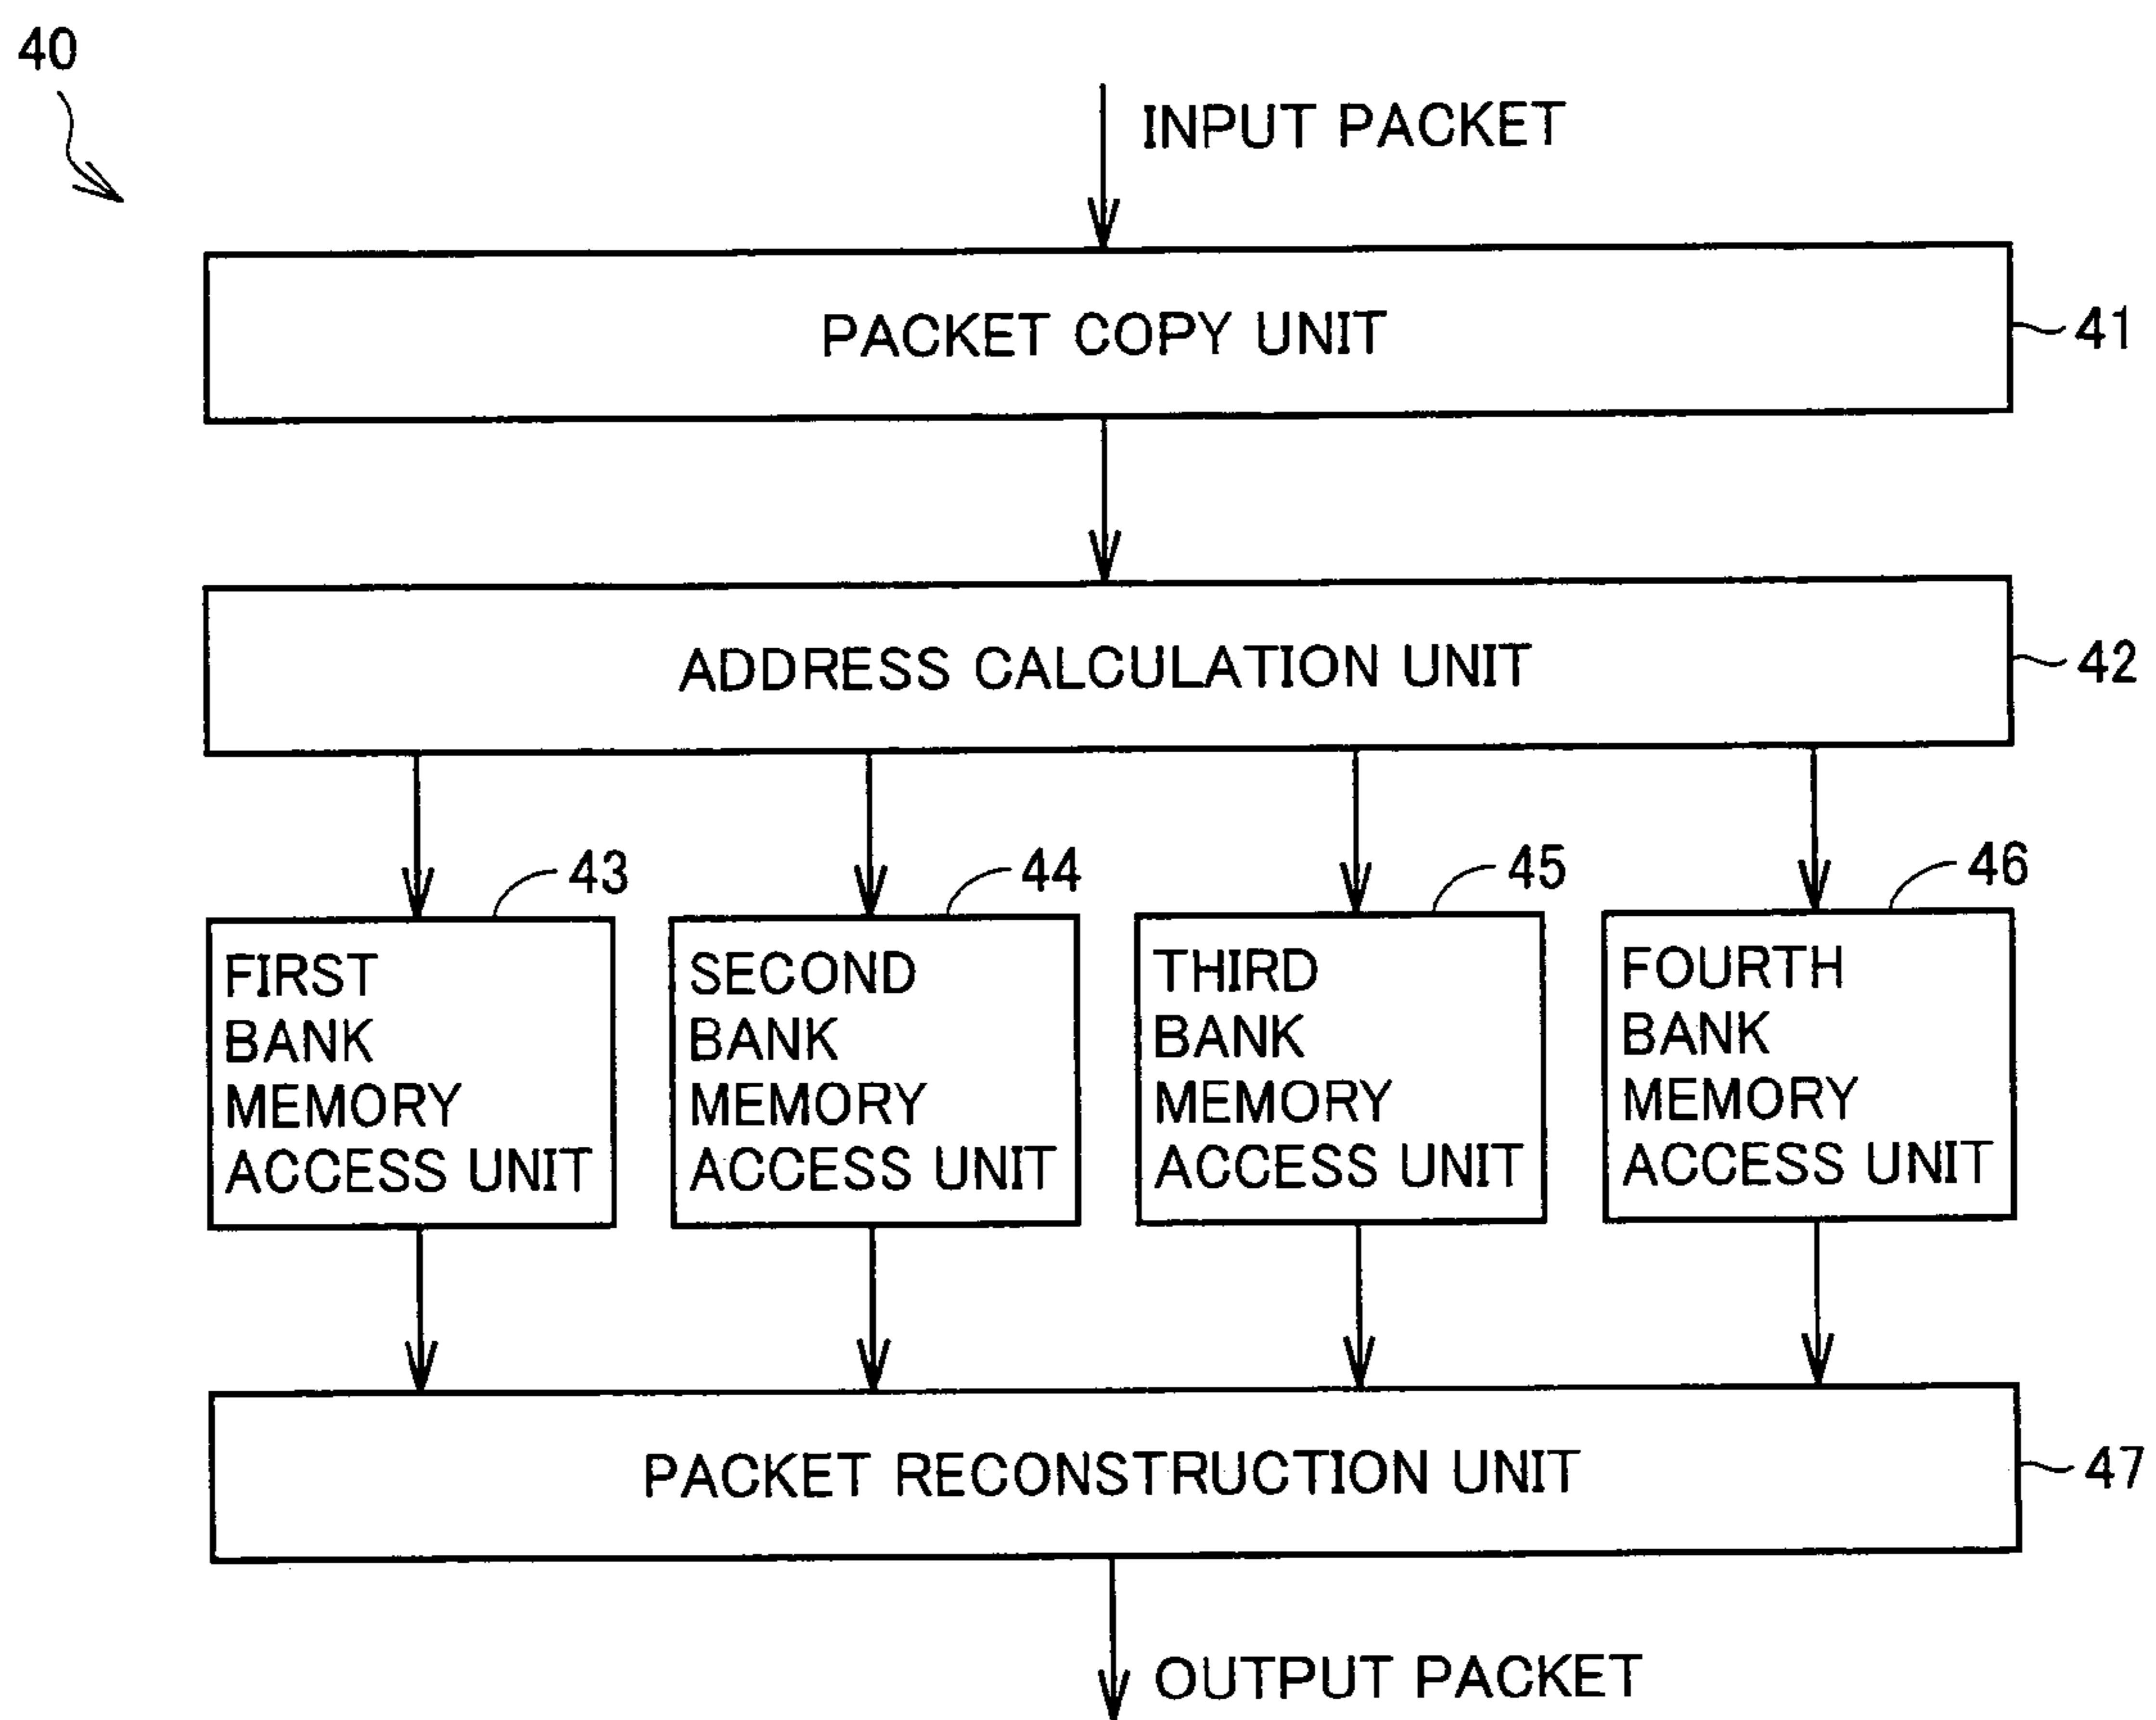 40
INPUT PACKET
PACKET COPY UNIT
41
ADDRESS CALCULATION UNIT
42
43
44
45
46
FIRST
BANK
MEMORY
ACCESS UNIT
SECOND
BANK
MEMORY
ACCESS UNIT
THIRD
BANK
MEMORY
ACCESS UNIT
FOURTH
BANK
MEMORY
ACCESS UNIT
PACKET RECONSTRUCTION UNIT
47
OUTPUT PACKET